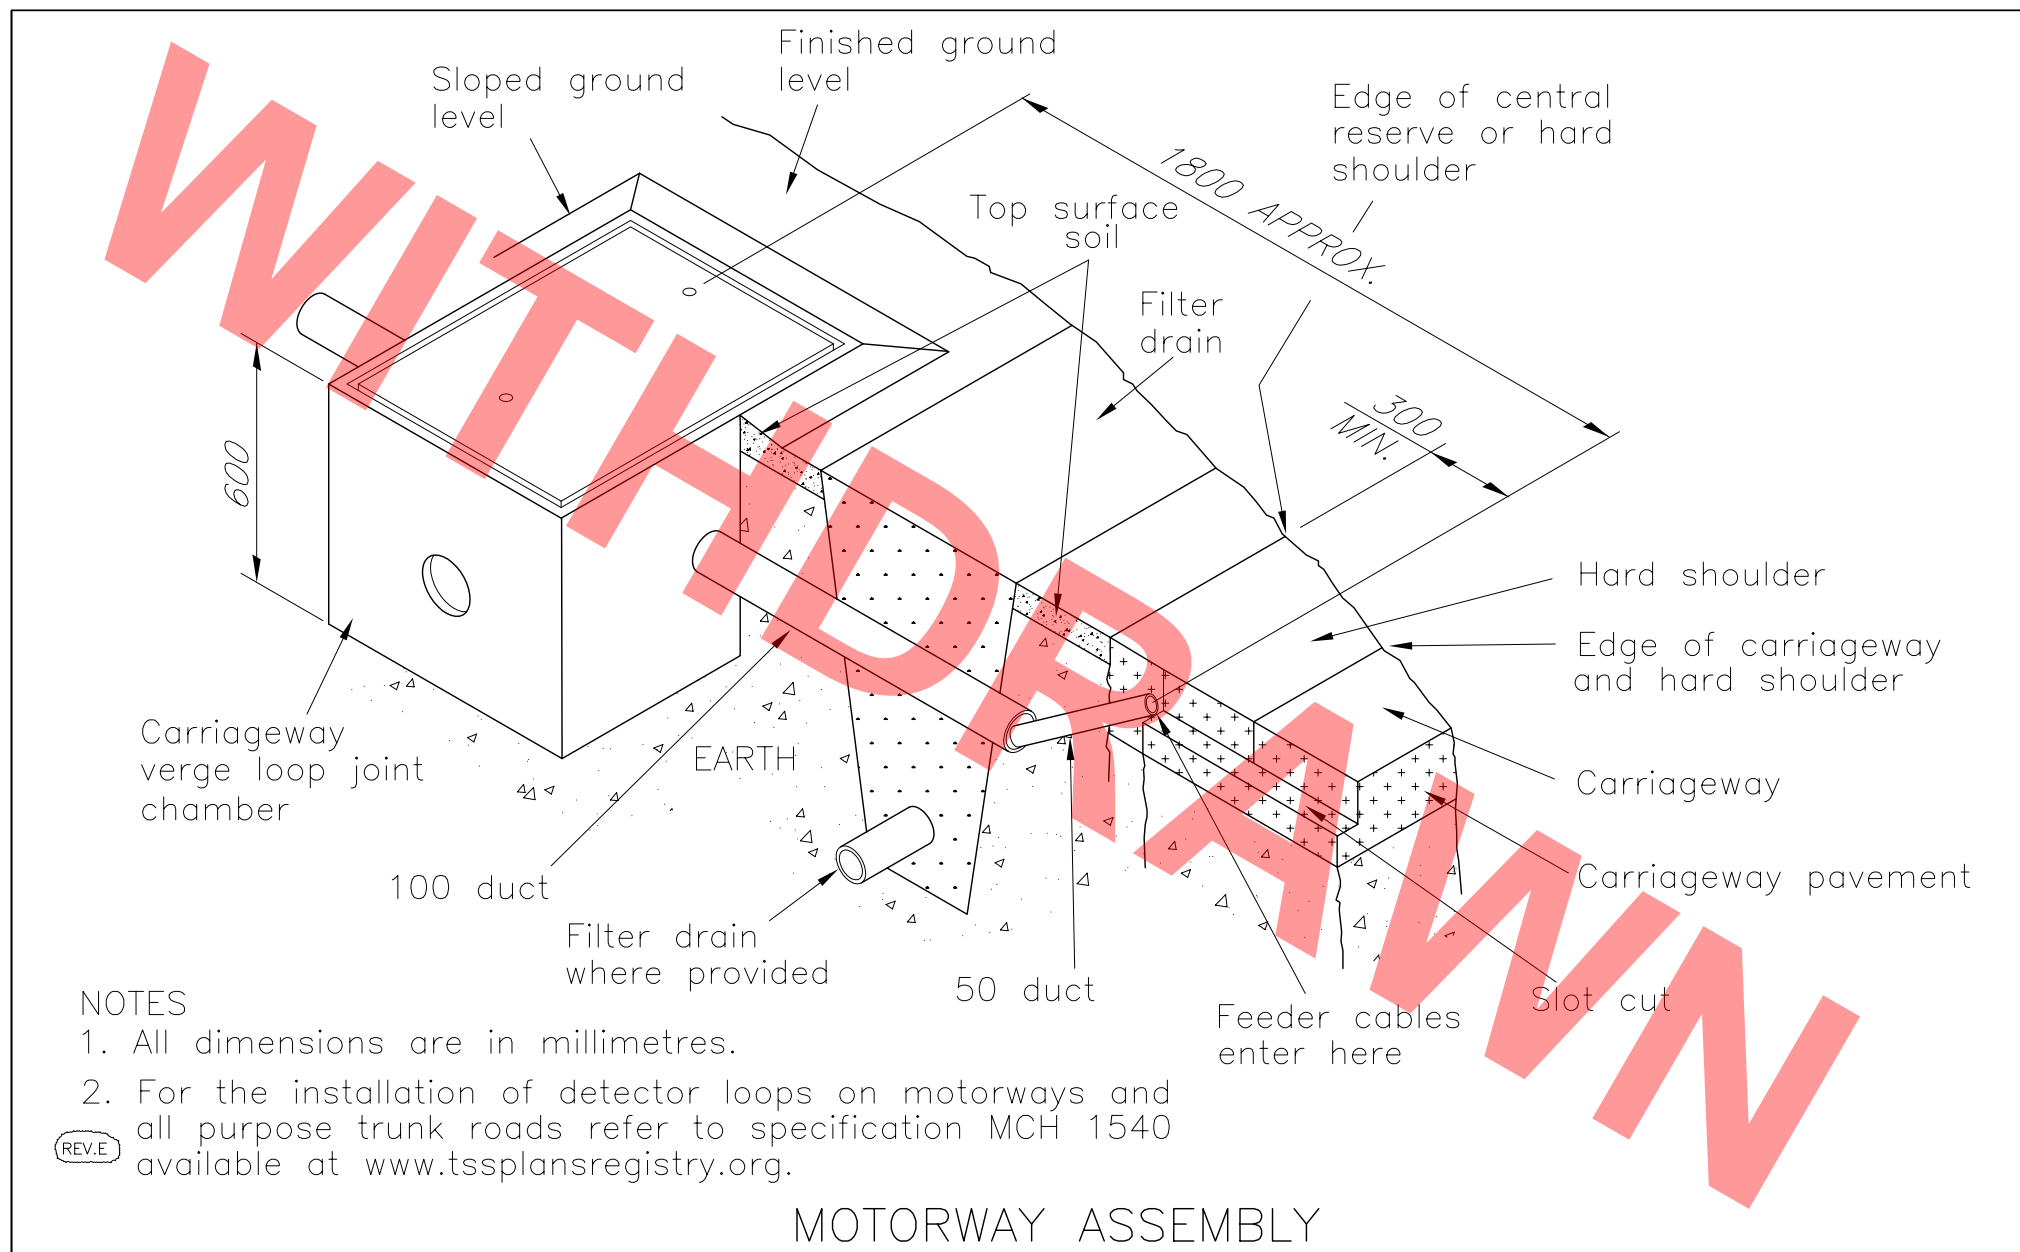 Finished ground
level
Sloped ground
level
Edge of central
reserve or hard
shoulder
1800 APPROX.
Top surface
soil
Filter
drain
300
MIN.
600
Hard shoulder
Edge of carriageway
and hard shoulder
Carriageway
verge loop joint
chamber
EARTH
Carriageway
100 duct
Carriageway pavement
Filter drain
where provided
50 duct
Slot cut
Feeder cables
enter here
NOTES
1. All dimensions are in millimetres.
2. For the installation of detector loops on motorways and
all purpose trunk roads refer to specification MCH 1540
REV.E
available at www.tssplansregistry.org.
MOTORWAY ASSEMBLY
WITHDRAWN